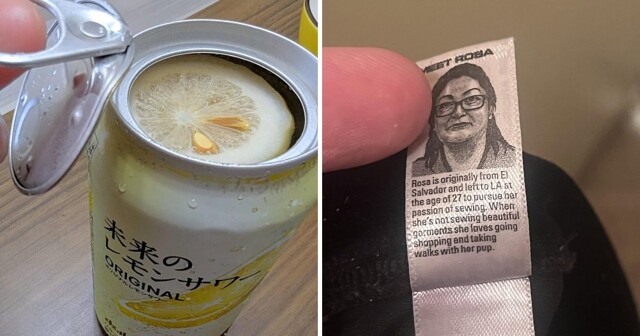 未来の
レモンサワー
ORIGINAL
MEET ROSA
Rosa is originally from El
Salvador and left to LA at
the age of 27 to pursue her
passion of sewing. When
she's not sewing beautiful
garments she loves going
shopping and taking
walks with her pup.